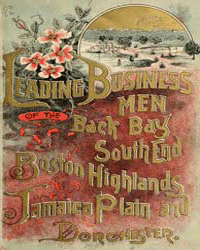 LEADING BUSINESS
MEN
OF THE
Back Bay
South End
Boston Highlands
Jamaica Plain and
DORCHESTER.